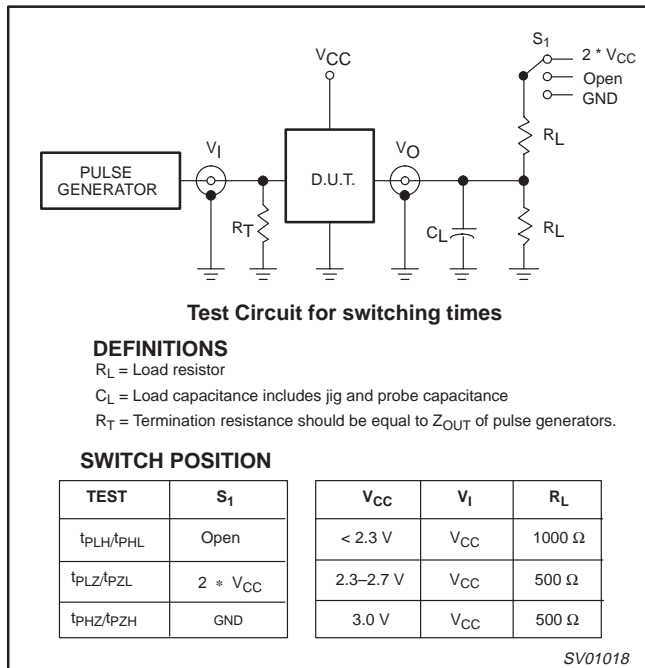 S1
2 * VCC
Open
GND
VCC
RL
VI
VO
PULSE
GENERATOR
D.U.T.
RT
CL
RL
Test Circuit for switching times
DEFINITIONS
RL = Load resistor
CL = Load capacitance includes jig and probe capacitance
RT = Termination resistance should be equal to ZOUT of pulse generators.
SWITCH POSITION
TEST S1
tPLH/tPHL Open
tPLZ/tPZL 2 * VCC
tPHZ/tPZH GND
VCC VI RL
< 2.3 V VCC 1000 Ω
2.3–2.7 V VCC 500 Ω
3.0 V VCC 500 Ω
SV01018